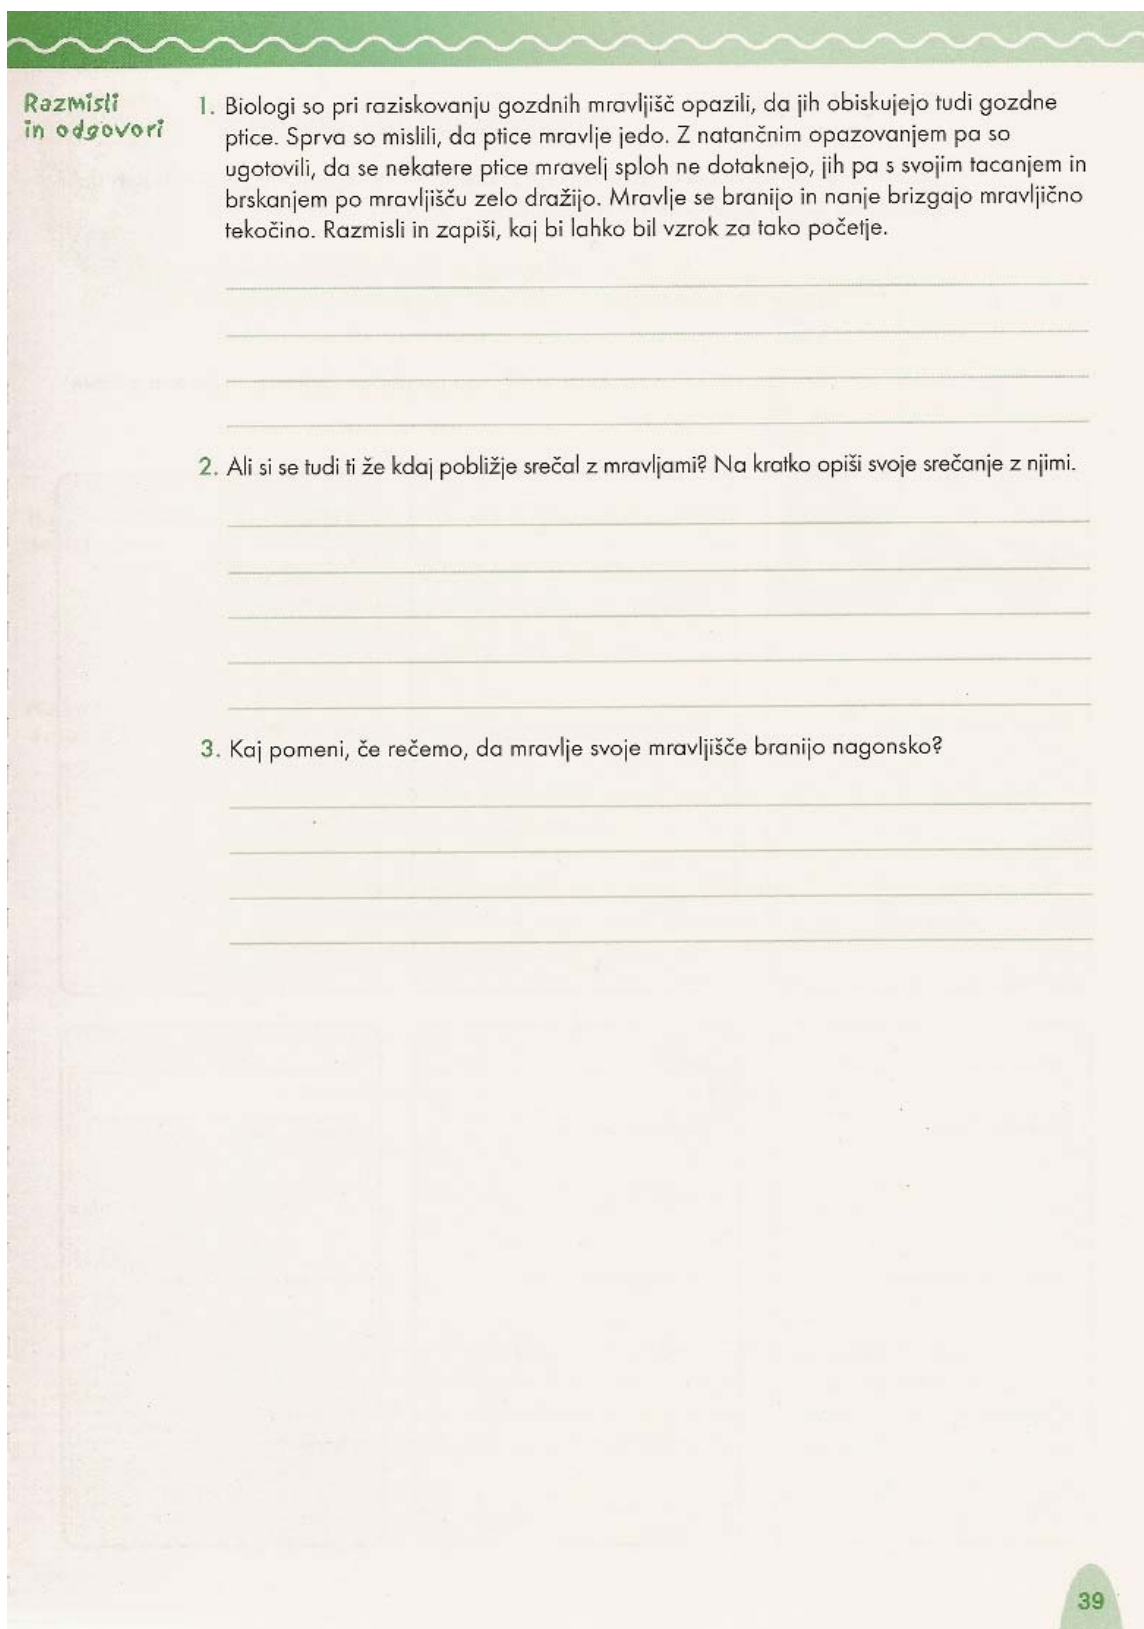 Razmisli
in odgovori
1. Biologi so pri raziskovanju gozdnih mravljišč opazili, da jih obiskujejo tudi gozdne
ptice. Sprva so mislili, da ptice mravlje jedo. Z natančnim opazovanjem pa so
ugotovili, da se nekatere ptice mravelj sploh ne dotaknejo, jih pa s svojim tacanjem in
brskanjem po mravljišču zelo dražijo. Mravlje se branijo in nanje brizgajo mravljično
tekočino. Razmisli in zapiši, kaj bi lahko bil vzrok za tako početje.
2. Ali si se tudi ti že kdaj pobližje srečal z mravljami? Na kratko opiši svoje srečanje z njimi.
3. Kaj pomeni, če rečemo, da mravlje svoje mravljišče branijo nagonsko?
39